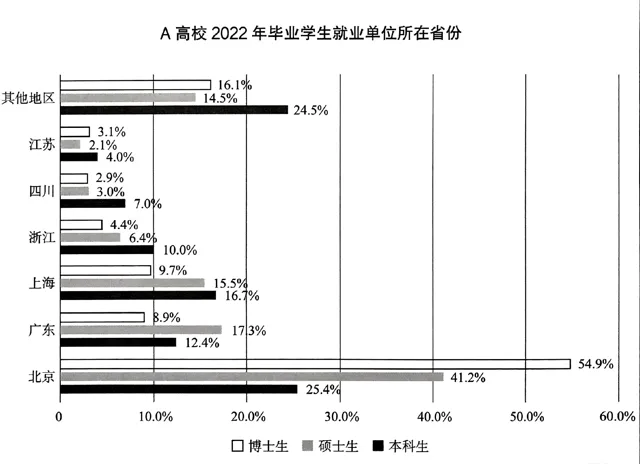 A 高校 2022 年毕业学生就业单位所在省份
其他地区
16.1%
14.5%
24.5%
江苏
3.1%
2.1%
4.0%
四川
2.9%
3.0%
7.0%
浙江
4.4%
6.4%
10.0%
上海
9.7%
15.5%
16.7%
广东
8.9%
17.3%
12.4%
北京
54.9%
41.2%
25.4%
0 10.0% 20.0% 30.0% 40.0% 50.0% 60.0%
博士生 硕士生 本科生